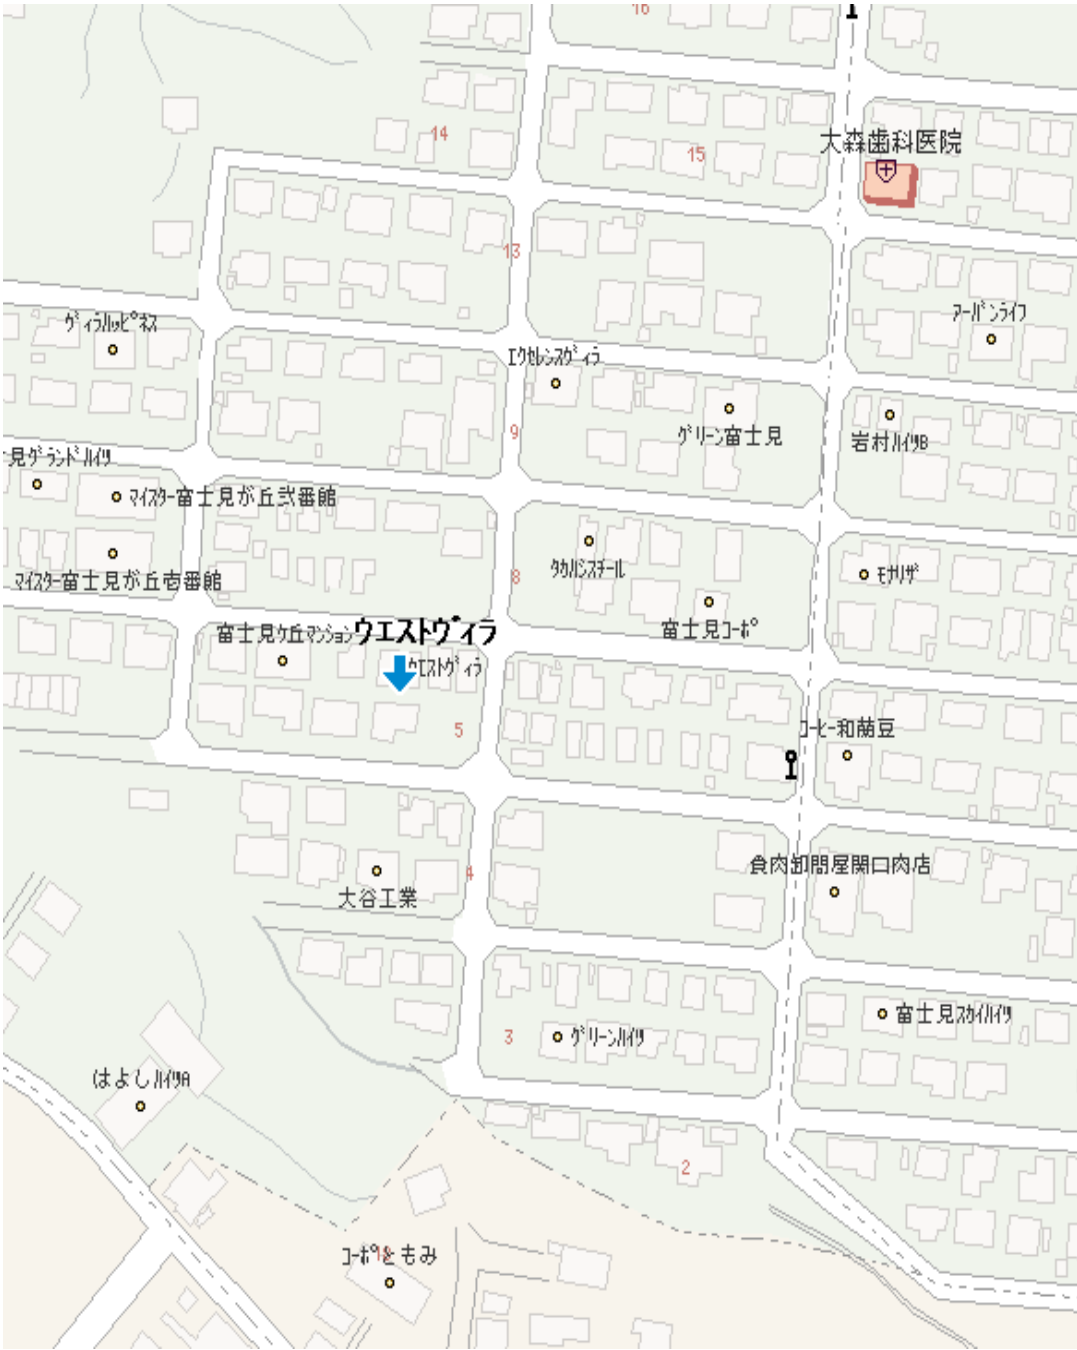 16
14
15
大森歯科医院
13
ヴィラハッピネス
アーバンライフ
エクセレンスヴィラ
グリーン富士見
岩村ハイツB
9
見グランドハイツ
マイスター富士見が丘弐番館
マイスター富士見が丘壱番館
タカハシスチール
モナリザ
8
富士見コーポ
富士見ケ丘マンション
ウエストヴィラ
ウエストヴィラ
5
コーヒー和蘭豆
食肉卸問屋関口肉店
4
大谷工業
富士見スカイハイツ
3
グリーンハイツ
はよしハイツA
2
18
コーポともみ